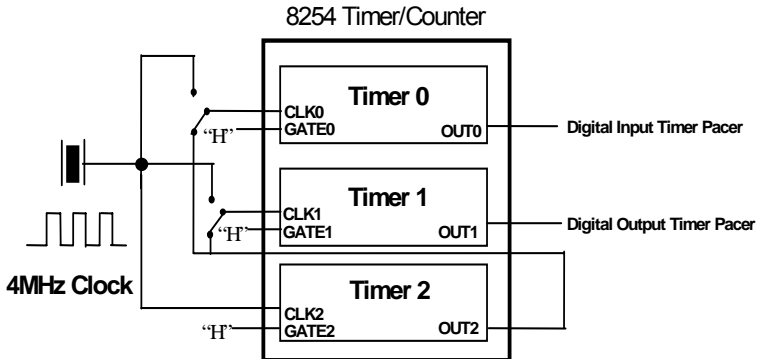 8254 Timer/Counter
Timer 0
CLK0
"H"
GATE0
OUT0
Digital Input Timer Pacer
Timer 1
CLK1
"H"
GATE1
OUT1
Digital Output Timer Pacer
4MHz Clock
Timer 2
CLK2
"H"
GATE2
OUT2